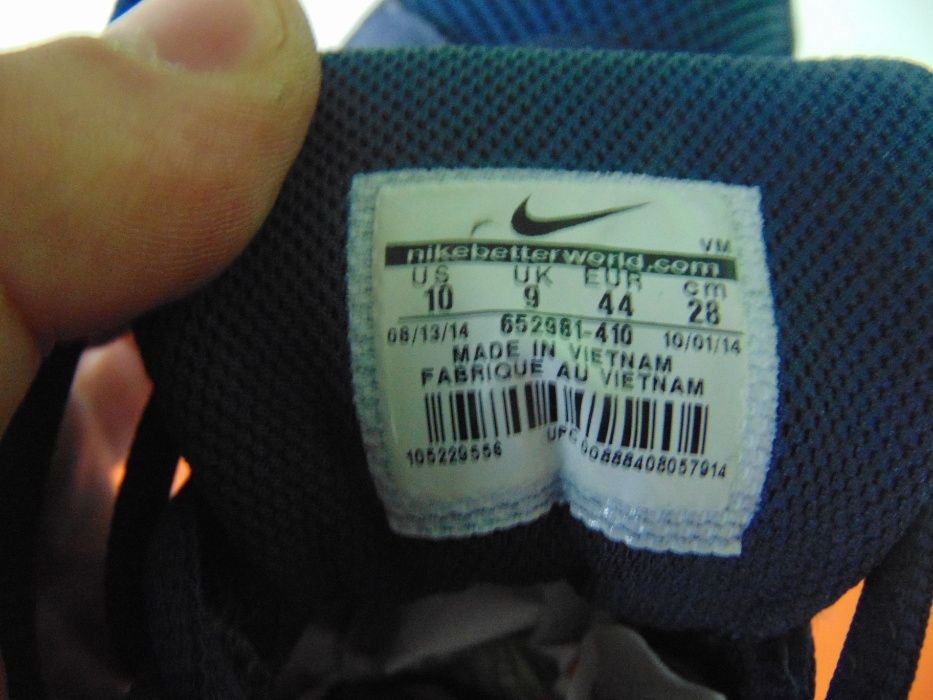 VM
nikebetterworld.com
US UK EUR cm
10 9 44 28
08/13/14 652981-410 10/01/14
MADE IN VIETNAM
FABRIQUE AU VIETNAM
105229556 UPC 00888408057914